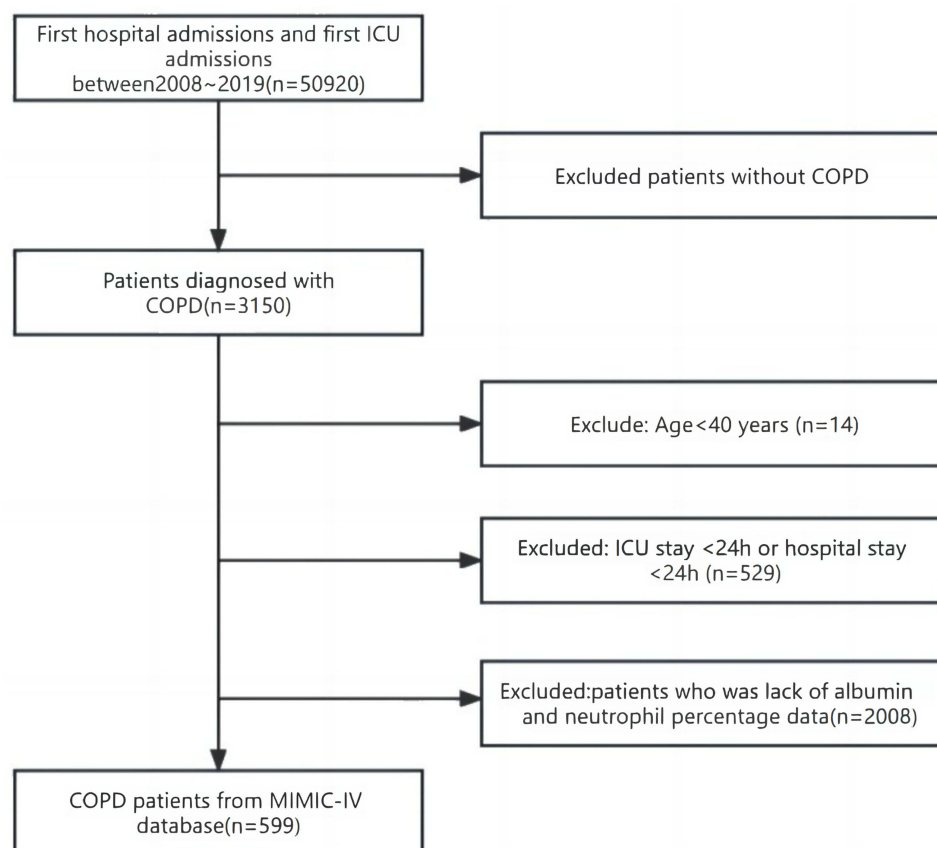 First hospital admissions and first ICU
admissions
between2008~2019(n=50920)
Excluded patients without COPD
Patients diagnosed with
COPD(n=3150)
Exclude: Age<40 years (n=14)
Excluded: ICU stay <24h or hospital stay
<24h (n=529)
Excluded:patients who was lack of albumin
and neutrophil percentage data(n=2008)
COPD patients from MIMIC-IV
database(n=599)